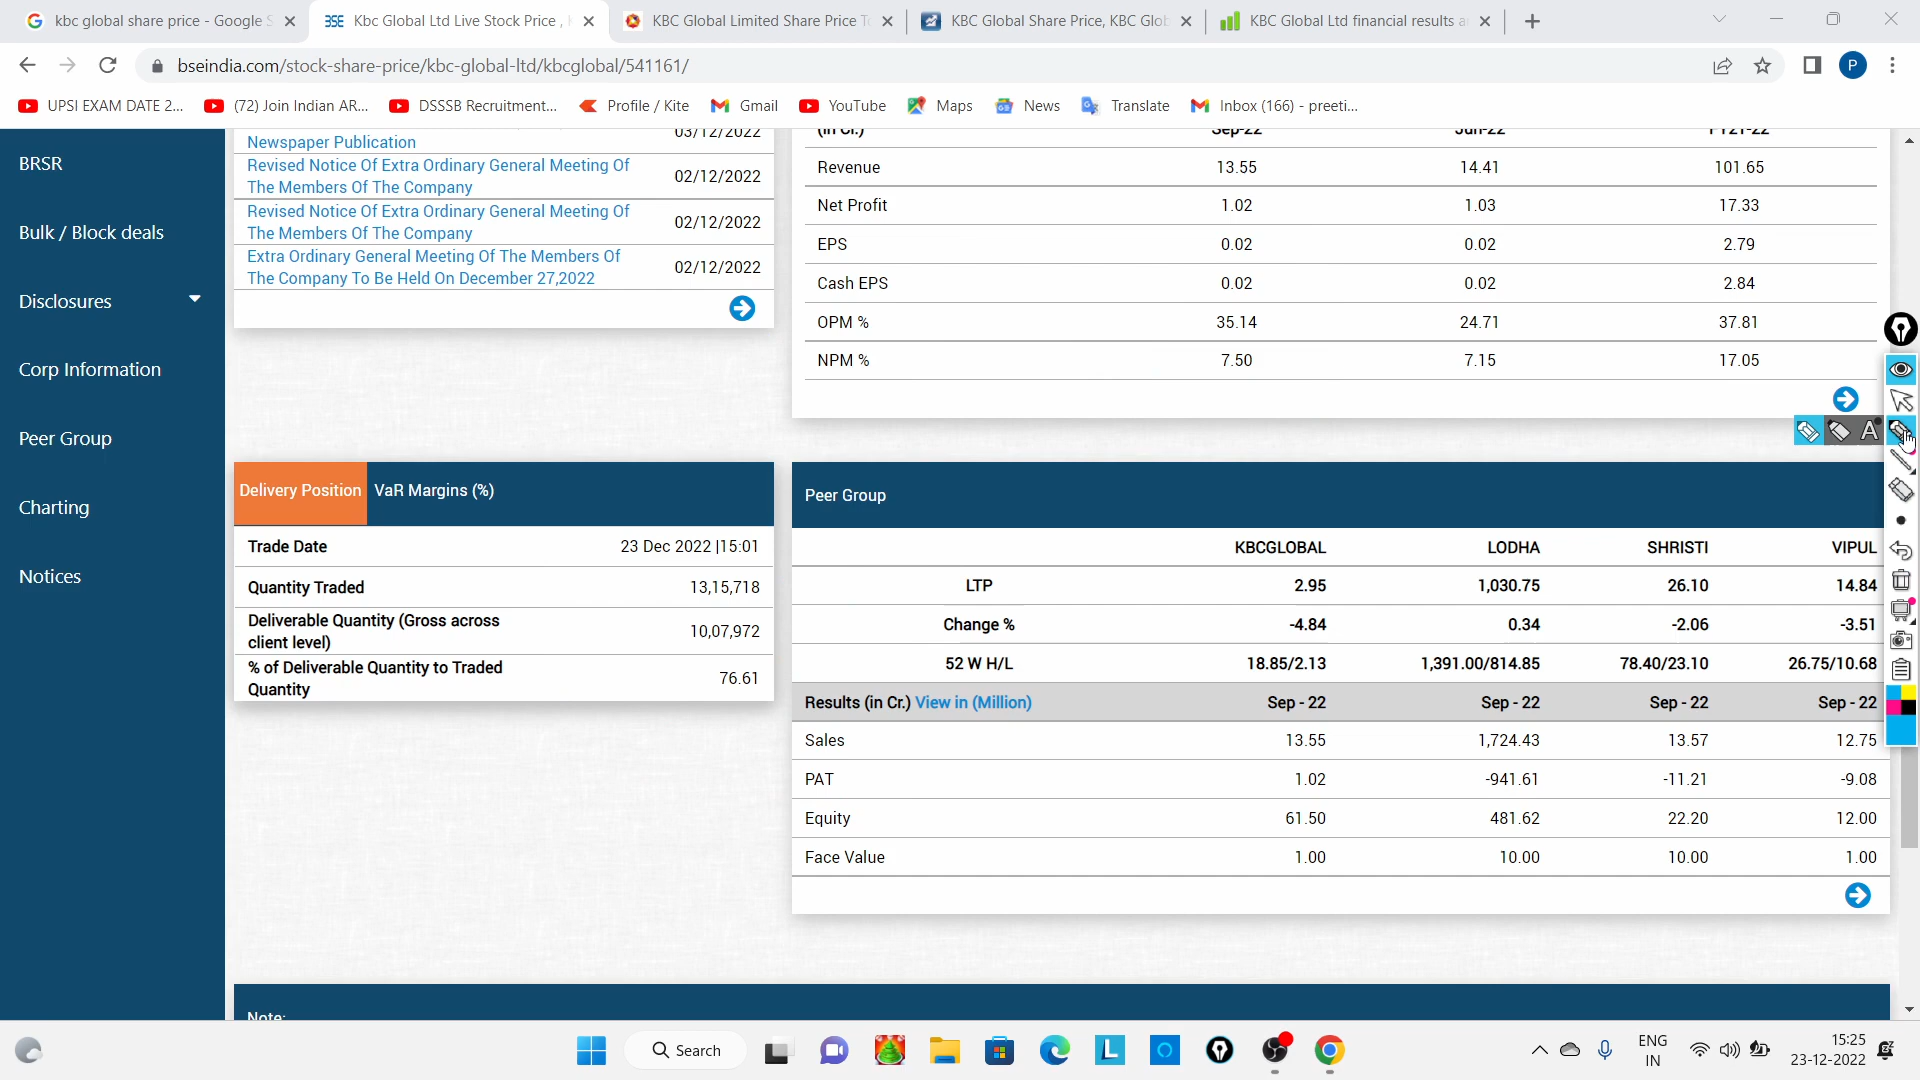 kbc global share price - Google S
Kbc Global Ltd Live Stock Price ,
KBC Global Limited Share Price T
KBC Global Share Price, KBC Glob
KBC Global Ltd financial results a
bseindia.com/stock-share-price/kbc-global-ltd/kbcglobal/541161/
P
UPSI EXAM DATE 2...
(72) Join Indian AR...
DSSSB Recruitment...
Profile / Kite
Gmail
YouTube
Maps
News
Translate
Inbox (166) - preeti...
BRSR
Bulk / Block deals
Disclosures
Corp Information
Peer Group
Charting
Notices
Newspaper Publication 03/12/2022
Revised Notice Of Extra Ordinary General Meeting Of
The Members Of The Company 02/12/2022
Revised Notice Of Extra Ordinary General Meeting Of
The Members Of The Company 02/12/2022
Extra Ordinary General Meeting Of The Members Of
The Company To Be Held On December 27,2022 02/12/2022
(in Cr.) Sep-22 Jun-22 FY21-22
Revenue 13.55 14.41 101.65
Net Profit 1.02 1.03 17.33
EPS 0.02 0.02 2.79
Cash EPS 0.02 0.02 2.84
OPM % 35.14 24.71 37.81
NPM % 7.50 7.15 17.05
Delivery Position VaR Margins (%)
Trade Date 23 Dec 2022 |15:01
Quantity Traded 13,15,718
Deliverable Quantity (Gross across
client level) 10,07,972
% of Deliverable Quantity to Traded
Quantity 76.61
Peer Group
KBCGLOBAL LODHA SHRISTI VIPUL
LTP 2.95 1,030.75 26.10 14.84
Change % -4.84 0.34 -2.06 -3.51
52 W H/L 18.85/2.13 1,391.00/814.85 78.40/23.10 26.75/10.68
Results (in Cr.) View in (Million) Sep - 22 Sep - 22 Sep - 22 Sep - 22
Sales 13.55 1,724.43 13.57 12.75
PAT 1.02 -941.61 -11.21 -9.08
Equity 61.50 481.62 22.20 12.00
Face Value 1.00 10.00 10.00 1.00
A
Note:
Search
ENG
IN
15:25
23-12-2022